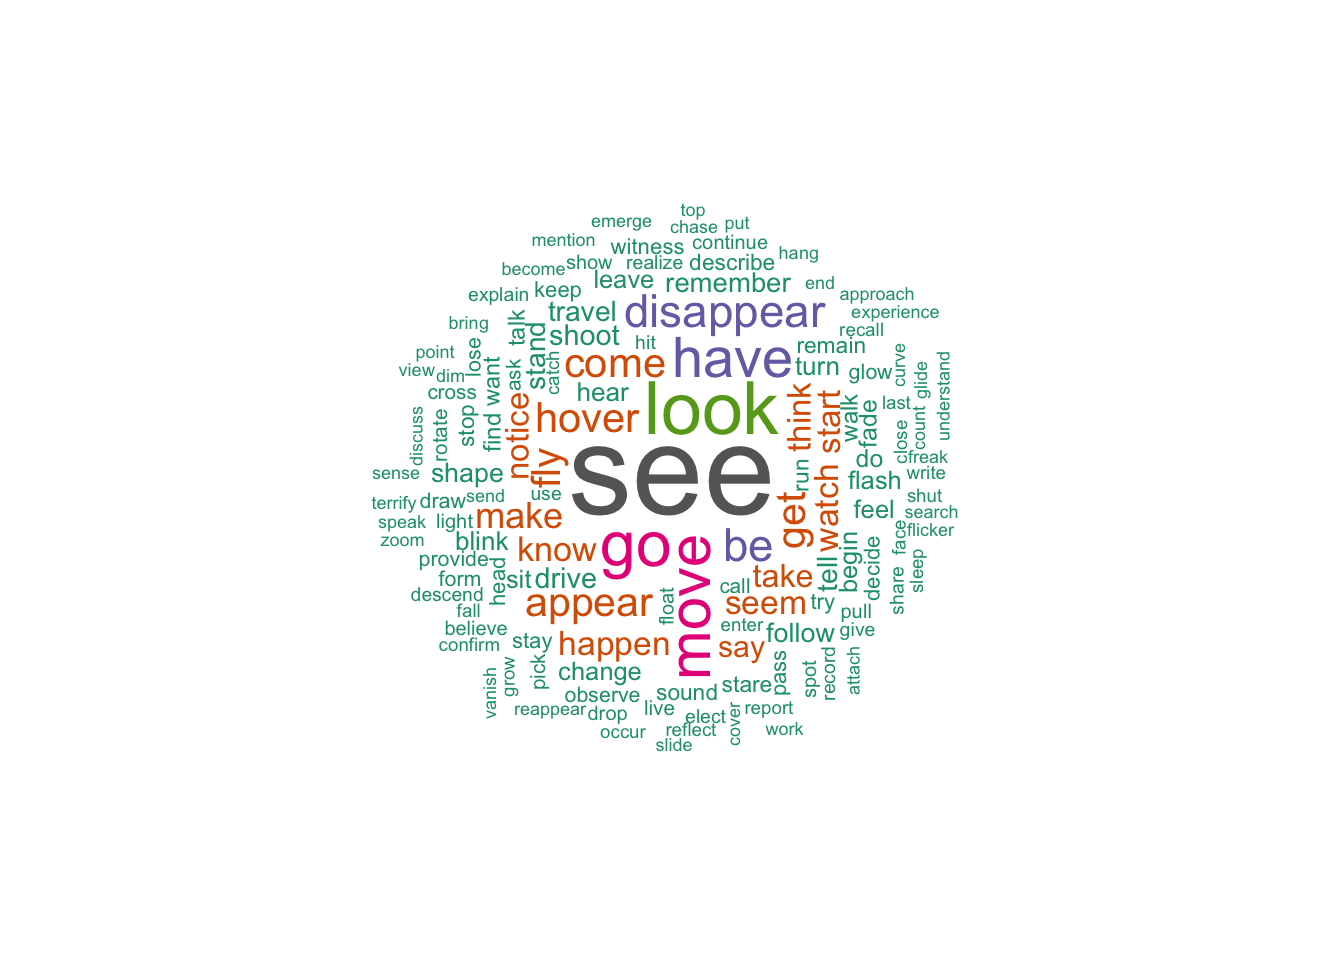 top
emerge
chase put
mention
witness continue
hang
become show realize describe
explain keep leave remember end
approach
bring travel disappear experience
talk shoot hit recall
point lose stand come have remain
view dim ask catch turn glow curve
cross want hear look think last glide understand
discuss rotate stop find notice hover start walk fade close count
sense shape fly see run do freak
terrify draw send use watch flash write
speak light make get feel shut
zoom blink know go be search
provide flicker
form head sit drive move take tell begin decide face
descend call share sleep
fall appear float seem try pull
believe enter follow give
confirm stay happen say
vanish grow pick change stare pass spot record attach
observe sound
reappear drop live elect report
occur reflect cover work
slide